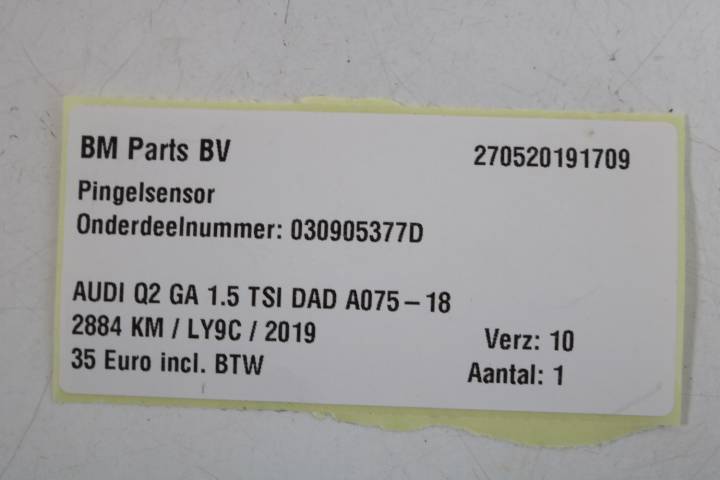 BM Parts BV 270520191709
Pingelsensor
Onderdeelnummer: 030905377D
AUDI Q2 GA 1.5 TSI DAD A075-18
2884 KM / LY9C / 2019 Verz: 10
35 Euro incl. BTW Aantal: 1